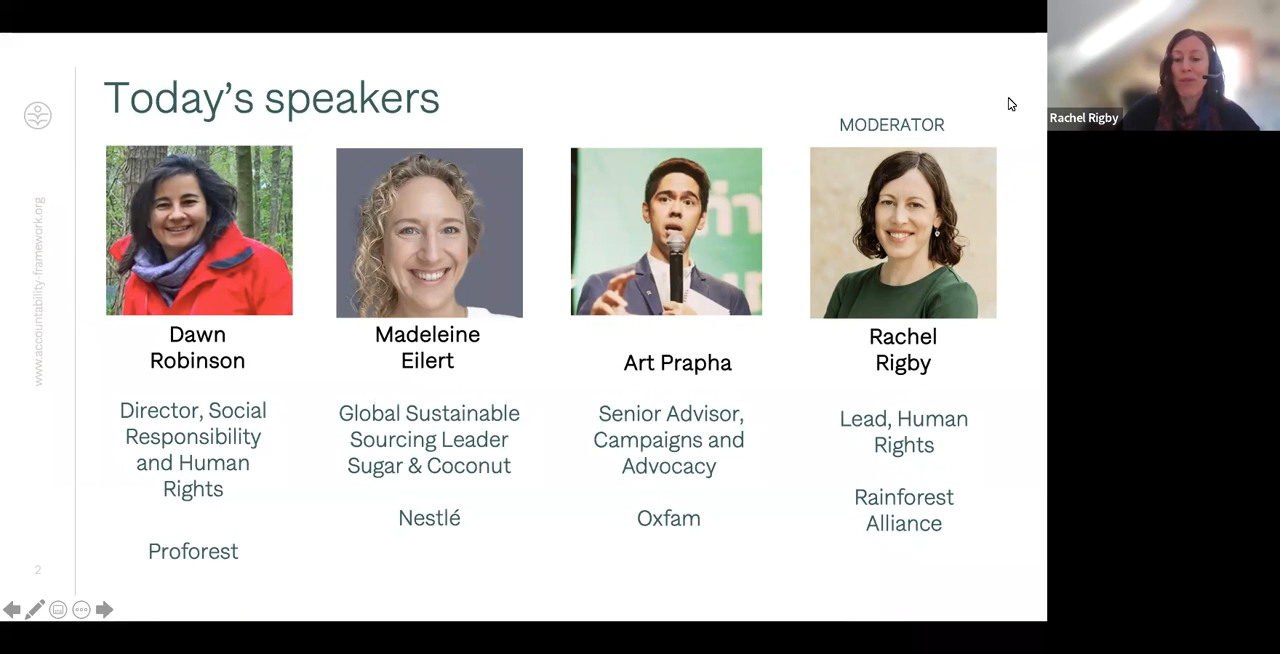 Today's speakers
MODERATOR
Rachel Rigby
www.accountability-framework.org
Dawn
Robinson
Director, Social
Responsibility
and Human
Rights
Proforest
Madeleine
Eilert
Global Sustainable
Sourcing Leader
Sugar & Coconut
Nestlé
Art Prapha
Senior Advisor,
Campaigns and
Advocacy
Oxfam
Rachel
Rigby
Lead, Human
Rights
Rainforest
Alliance
2